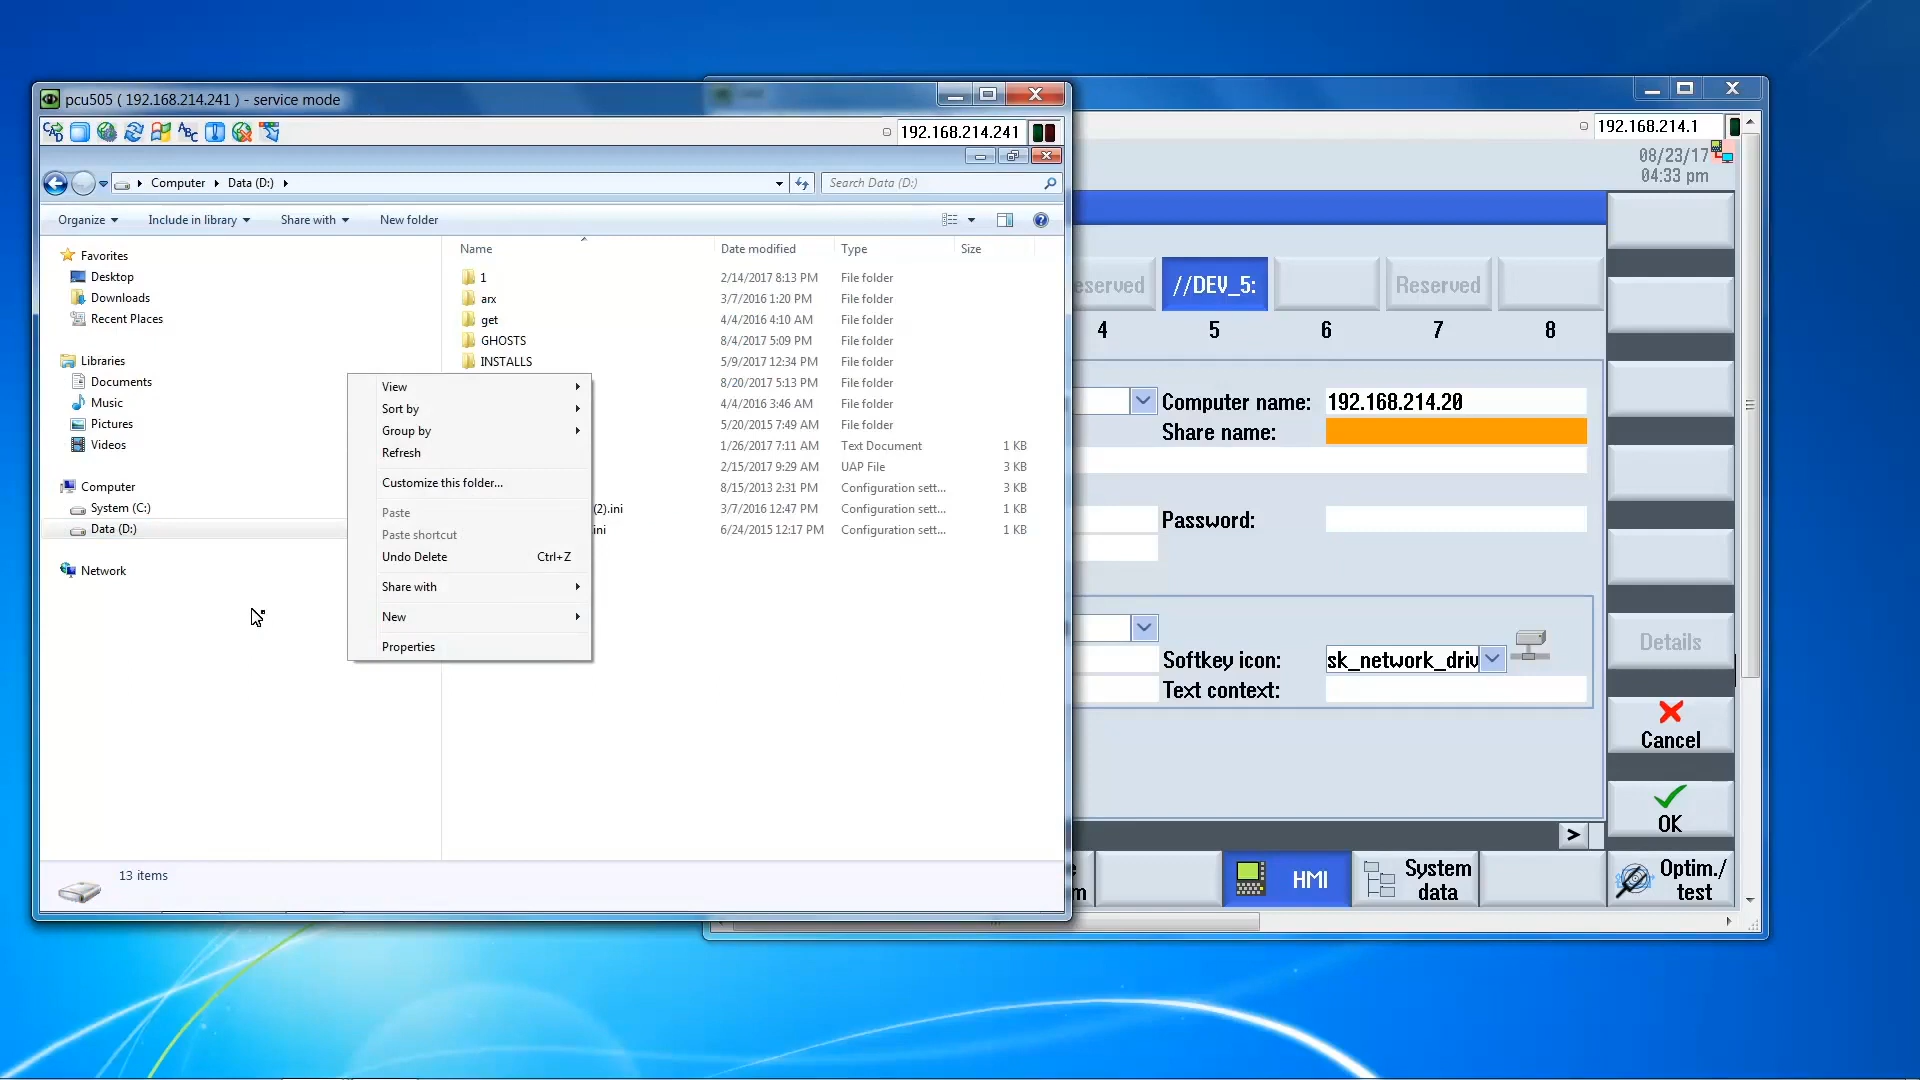 pcu505 ( 192.168.214.241 ) - service mode
192.168.214.241
Computer
Data (D:)
Search Data (D:)
Organize
Include in library
Share with
New folder
Favorites
Desktop
Downloads
Recent Places
Libraries
Documents
Music
Pictures
Videos
Computer
System (C:)
Data (D:)
Network
Name
Date modified
Type
Size
1
2/14/2017 8:13 PM
File folder
arx
3/7/2016 1:20 PM
File folder
get
4/4/2016 4:10 AM
File folder
GHOSTS
8/4/2017 5:09 PM
File folder
INSTALLS
5/9/2017 12:34 PM
File folder
8/20/2017 5:13 PM
File folder
4/4/2016 3:46 AM
File folder
5/20/2015 7:49 AM
File folder
1/26/2017 7:11 AM
Text Document
1 KB
2/15/2017 9:29 AM
UAP File
3 KB
8/15/2013 2:31 PM
Configuration sett...
3 KB
(2).ini
3/7/2016 12:47 PM
Configuration sett...
1 KB
ini
6/24/2015 12:17 PM
Configuration sett...
1 KB
View
Sort by
Group by
Refresh
Customize this folder...
Paste
Paste shortcut
Undo Delete
Ctrl+Z
Share with
New
Properties
13 items
192.168.214.1
08/23/17
04:33 pm
eserved
//DEV_5:
Reserved
4
5
6
7
8
Computer name:
192.168.214.20
Share name:
Password:
Softkey icon:
sk_network_driv
Text context:
Details
Cancel
OK
>
m
HMI
System
data
Optim./
test